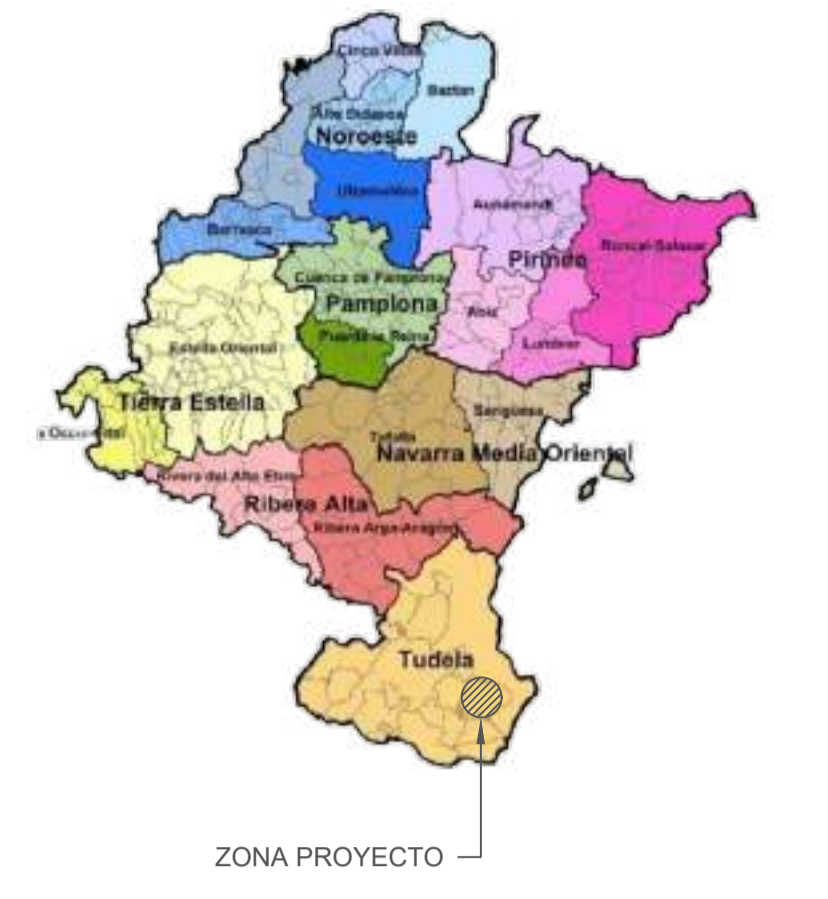 Cinco Villas
Baztan
Alto Bidasoa
Noroeste
Ultzamaldea
Aunamendi
Barranca
Roncal-Salazar
Pirineo
Cuenca de Pamplona
Pamplona
Aoiz
Puente la Reina
Lumbier
Estella Oriental
Tierra Estella
Sangüesa
Tafalla
Navarra Media Oriental
Ribera del Alto Ebro
Ribera Alta
Ribera Arga-Aragón
Tudela
ZONA PROYECTO